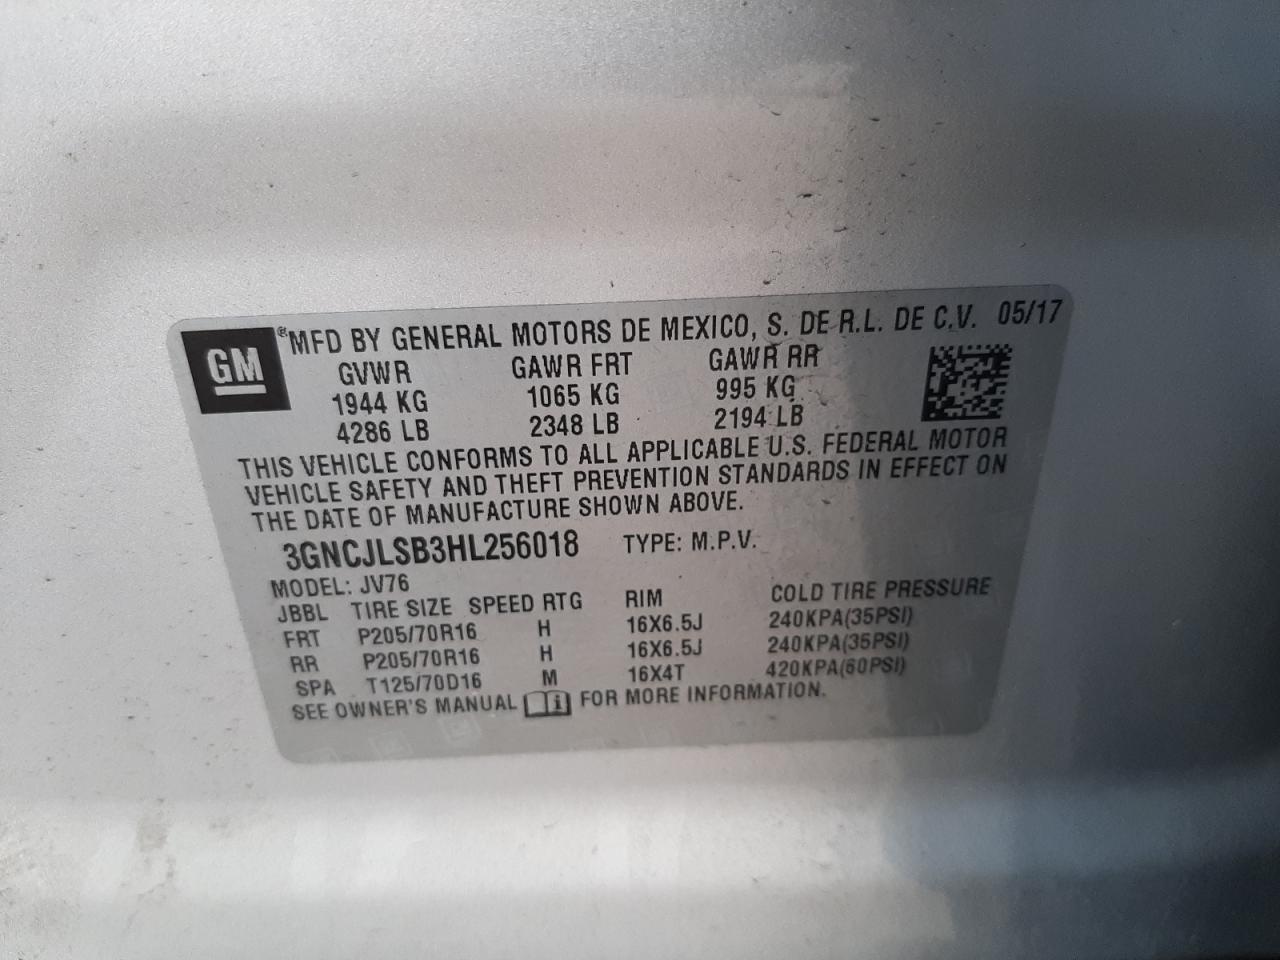 GM ® MFD BY GENERAL MOTORS DE MEXICO, S. DE R.L. DE C.V. 05/17
GVWR GAWR FRT GAWR RR
1944 KG 1065 KG 995 KG
4286 LB 2348 LB 2194 LB
THIS VEHICLE CONFORMS TO ALL APPLICABLE U.S. FEDERAL MOTOR
VEHICLE SAFETY AND THEFT PREVENTION STANDARDS IN EFFECT ON
THE DATE OF MANUFACTURE SHOWN ABOVE.
3GNCJLSB3HL256018 TYPE: M.P.V.
MODEL: JV76
JBBL TIRE SIZE SPEED RTG RIM COLD TIRE PRESSURE
FRT P205/70R16 H 16X6.5J 240KPA(35PSI)
RR P205/70R16 H 16X6.5J 240KPA(35PSI)
SPA T125/70D16 M 16X4T 420KPA(60PSI)
SEE OWNER'S MANUAL i FOR MORE INFORMATION.